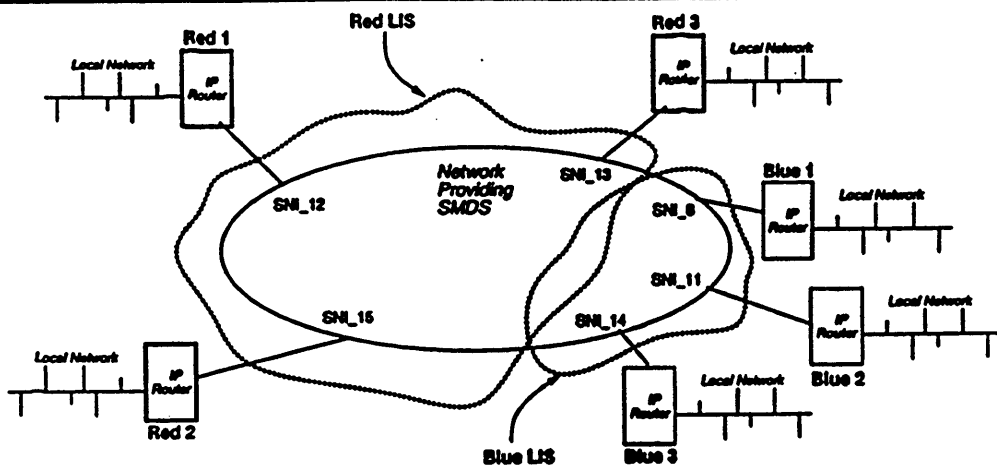 Red LIS
Red 1
Local Network
IP
Router
Red 3
IP
Router
Local Network
Network
Providing
SMDS
SNI_12
SNI_13
Blue 1
SNI_8
IP
Router
Local Network
SNI_11
SNI_15
SNI_14
IP
Router
Local Network
Blue 2
Local Network
IP
Router
Red 2
IP
Router
Local Network
Blue LIS
Blue 3